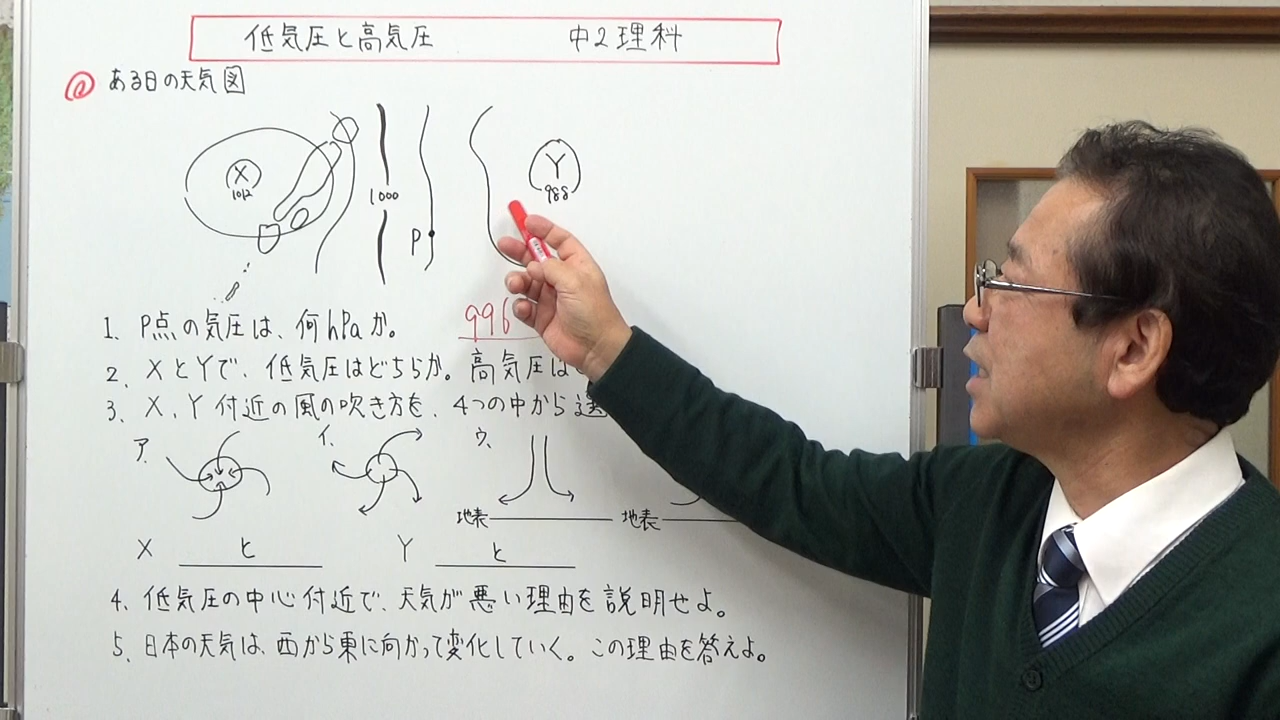 低気圧と高気圧 中2理科
@ ある日の天気図
X
1012
1000
P
Y
988
1. P点の気圧は、何hPaか。 996
2. XとYで、低気圧はどちらか。高気圧は
3. X、Y付近の風の吹き方を、4つの中から選
ア. イ. ウ.
地表 地表
X と Y と
4. 低気圧の中心付近で、天気が悪い理由を説明せよ。
5. 日本の天気は、西から東に向かって変化していく。この理由を答えよ。